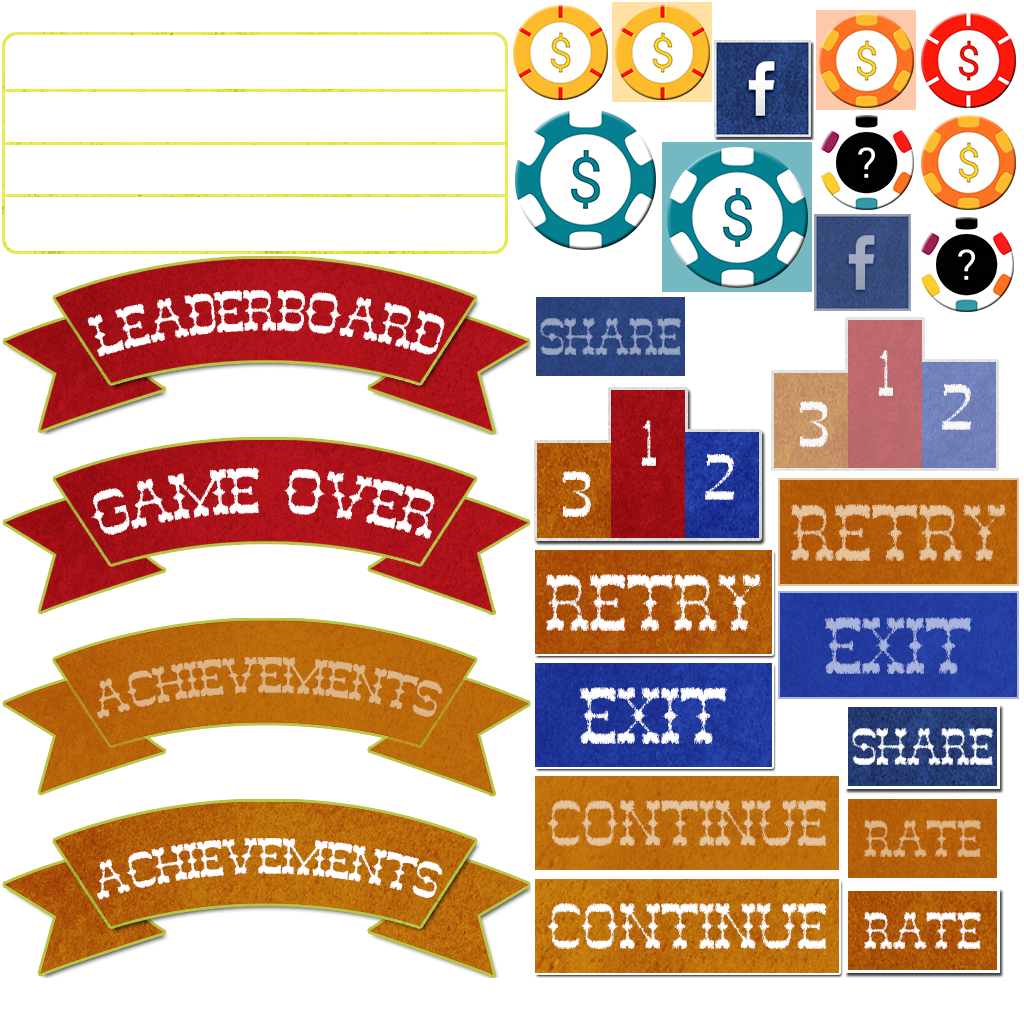 $
$
f
$
$
$
$
?
$
f
?
LEADERBOARD
SHARE
1
2
3
1
2
3
GAME OVER
RETRY
RETRY
EXIT
EXIT
ACHIEVEMENTS
SHARE
CONTINUE
RATE
ACHIEVEMENTS
CONTINUE
RATE